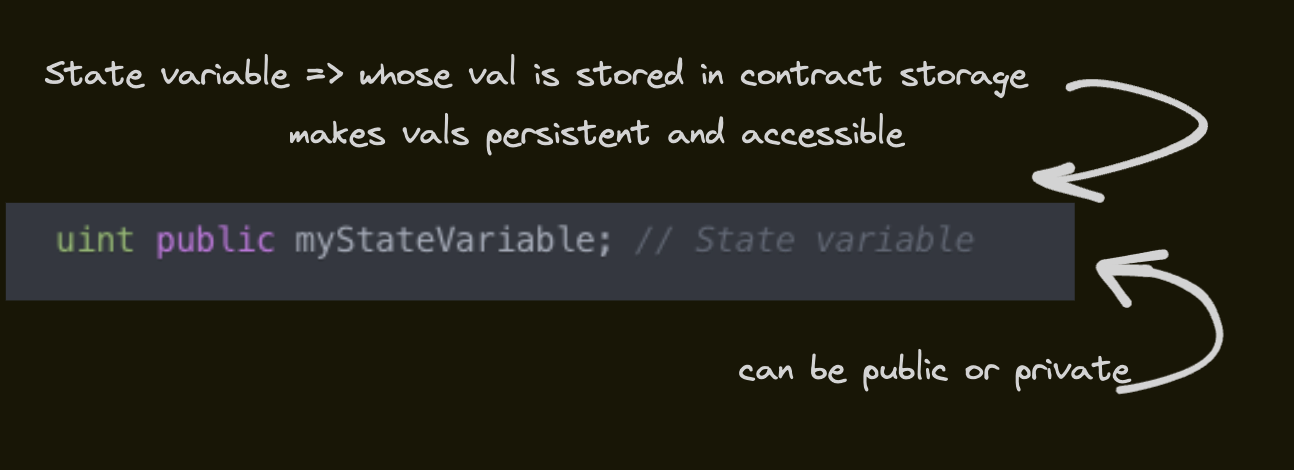 State variable => whose val is stored in contract storage
makes vals persistent and accessible
uint public myStateVariable; // State variable
can be public or private